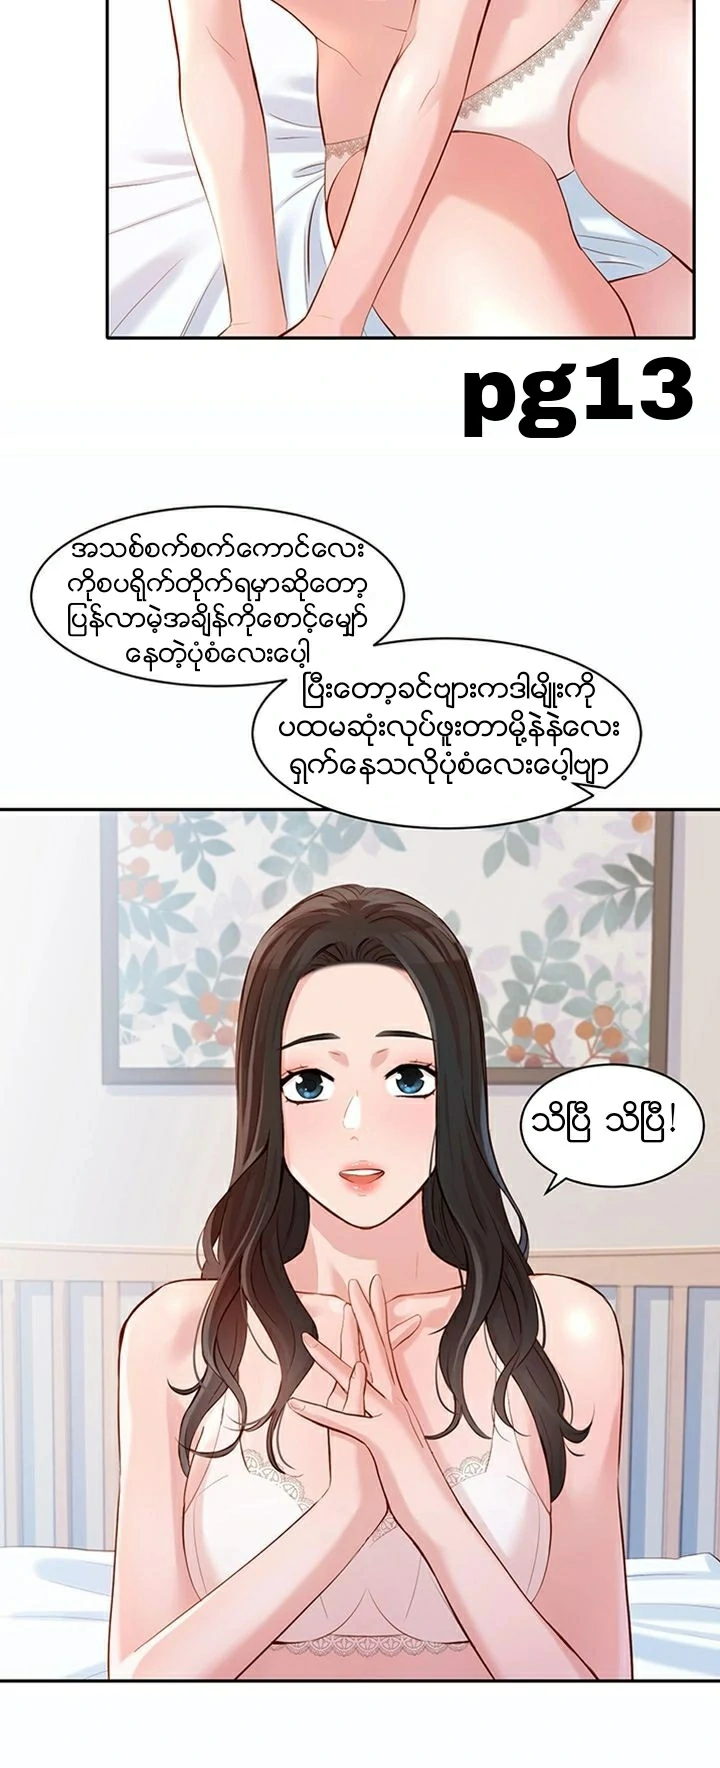 pg13
အသစ်စက်စက်ကောင်လေး
ကိုစပရိုက်တိုက်ရမှာဆိုတော့
ပြန်လာမဲ့အချိန်ကိုစောင့်မျှော်
နေတဲ့ပုံစံလေးပေါ့
ပြီးတော့ခင်ဗျားကဒါမျိုးကို
ပထမဆုံးလုပ်ဖူးတာမို့နဲနဲလေး
ရှက်နေသလိုပုံစံလေးပေါ့ဗျာ
သိပြီ သိပြီ!